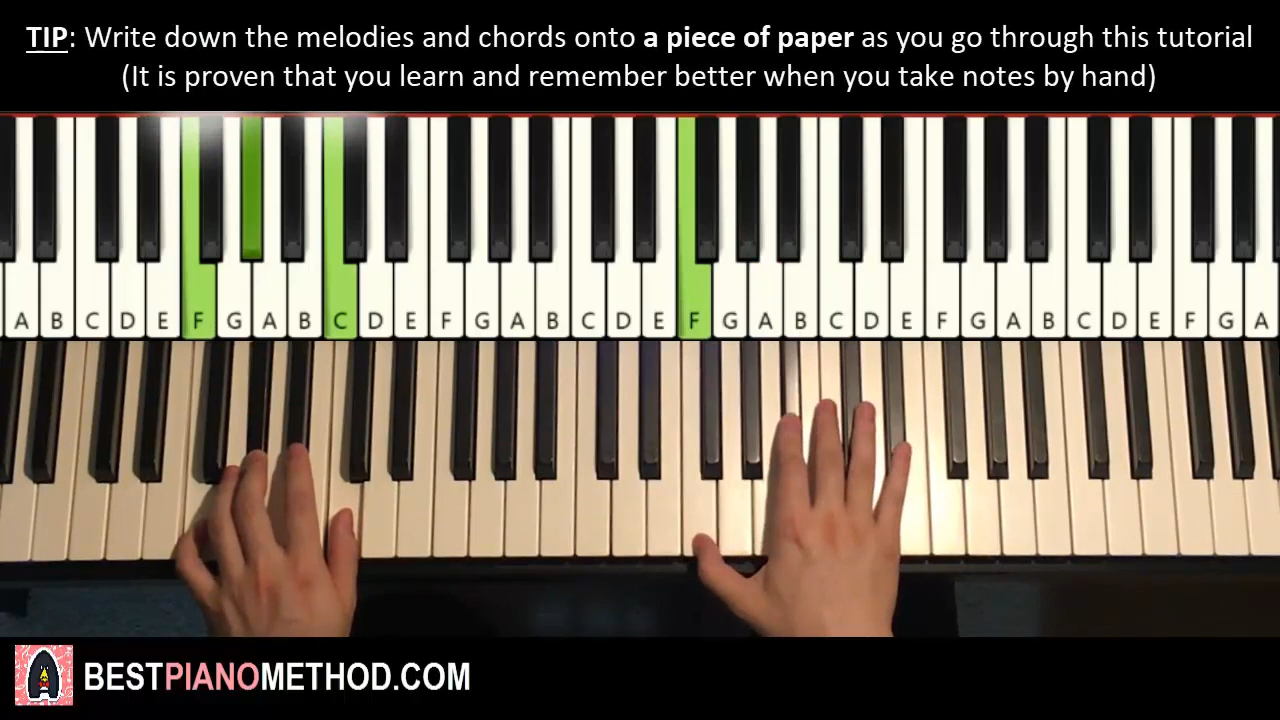 TIP: Write down the melodies and chords onto a piece of paper as you go through this tutorial
(It is proven that you learn and remember better when you take notes by hand)
A B C D E F G A B C D E F G A B C D E F G A B C D E F G A B C D E F G A
BESTPIANOMETHOD.COM